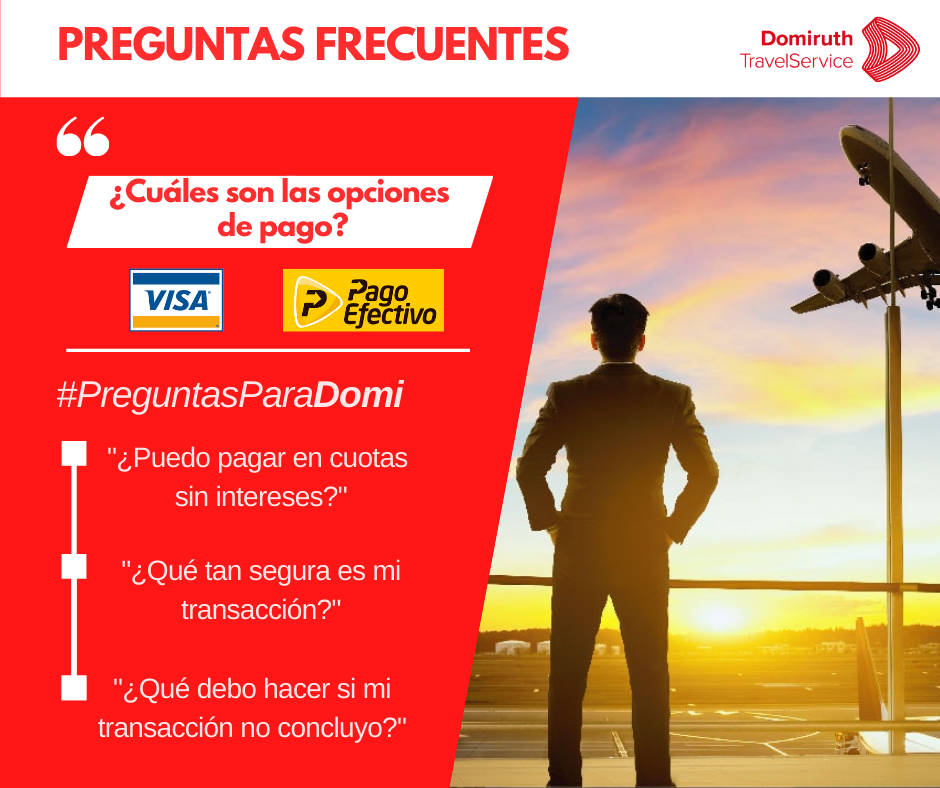 PREGUNTAS FRECUENTES
Domiruth
TravelService
¿Cuáles son las opciones
de pago?
VISA
P Pago
Efectivo
#PreguntasParaDomi
"¿Puedo pagar en cuotas
sin intereses?"
"¿Qué tan segura es mi
transacción?"
"¿Qué debo hacer si mi
transacción no concluyo?"